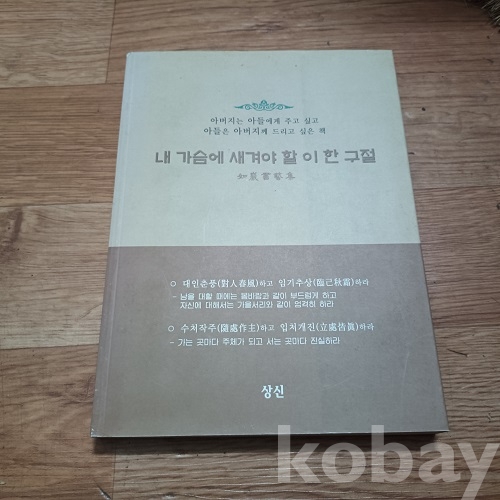 아버지는 아들에게 주고 싶고
아들은 아버지께 드리고 싶은 책
내 가슴에 새겨야 할 이 한 구절
○ 대인춘풍(對人春風)하고 임기추상(臨己秋霜)하라
- 남을 대할 때에는 봄바람과 같이 부드럽게 하고
자신에 대해서는 가을서리와 같이 엄격히 하라
○ 수처작주(隨處作主)하고 입처개진(立處皆眞)하라
- 가는 곳마다 주체가 되고 서는 곳마다 진실하라
상신
kobay